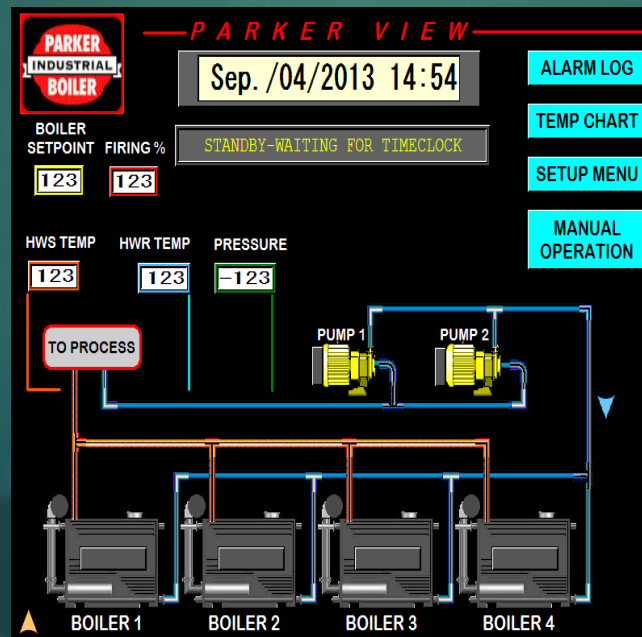 PARKER
INDUSTRIAL
BOILER
PARKER VIEW
Sep./04/2013 14:54
STANDBY-WAITING FOR TIMECLOCK
ALARM LOG
TEMP CHART
SETUP MENU
MANUAL
OPERATION
BOILER
SETPOINT
FIRING %
123
123
HWS TEMP
HWR TEMP
PRESSURE
123
123
-123
TO PROCESS
PUMP 1
PUMP 2
BOILER 1
BOILER 2
BOILER 3
BOILER 4